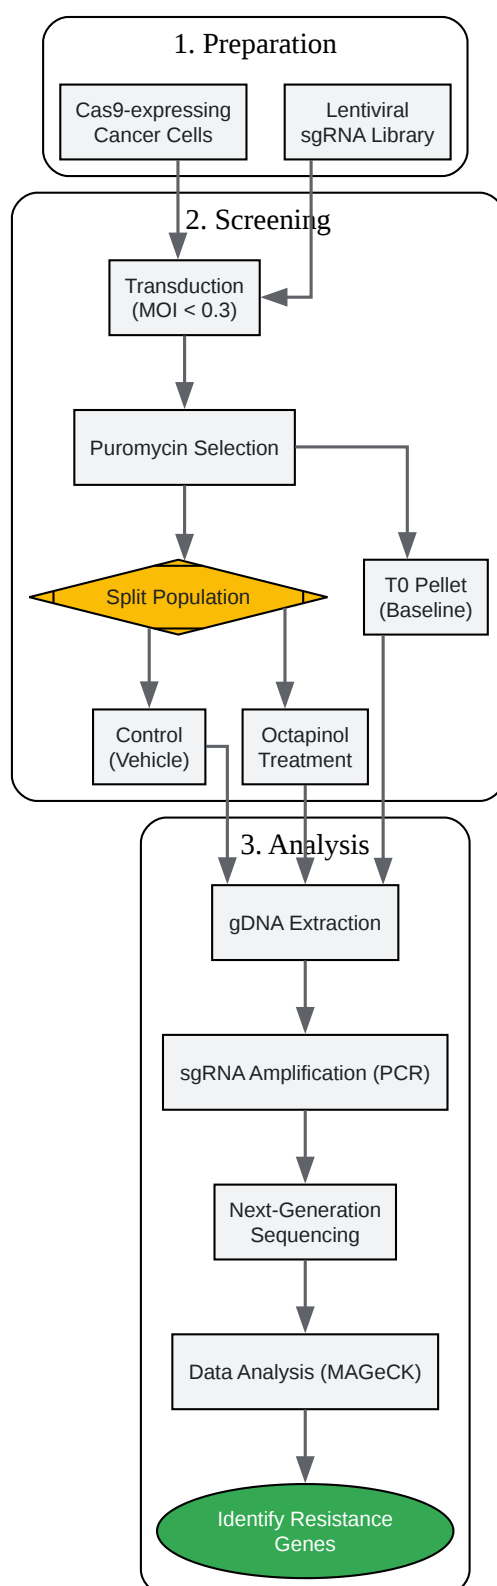 1. Preparation
Cas9-expressing
Cancer Cells
Lentiviral
sgRNA Library
2. Screening
Transduction
(MOI < 0.3)
Puromycin Selection
Split Population
T0 Pellet
(Baseline)
Control
(Vehicle)
Octapinol
Treatment
3. Analysis
gDNA Extraction
sgRNA Amplification (PCR)
Next-Generation
Sequencing
Data Analysis (MAGeCK)
Identify Resistance
Genes